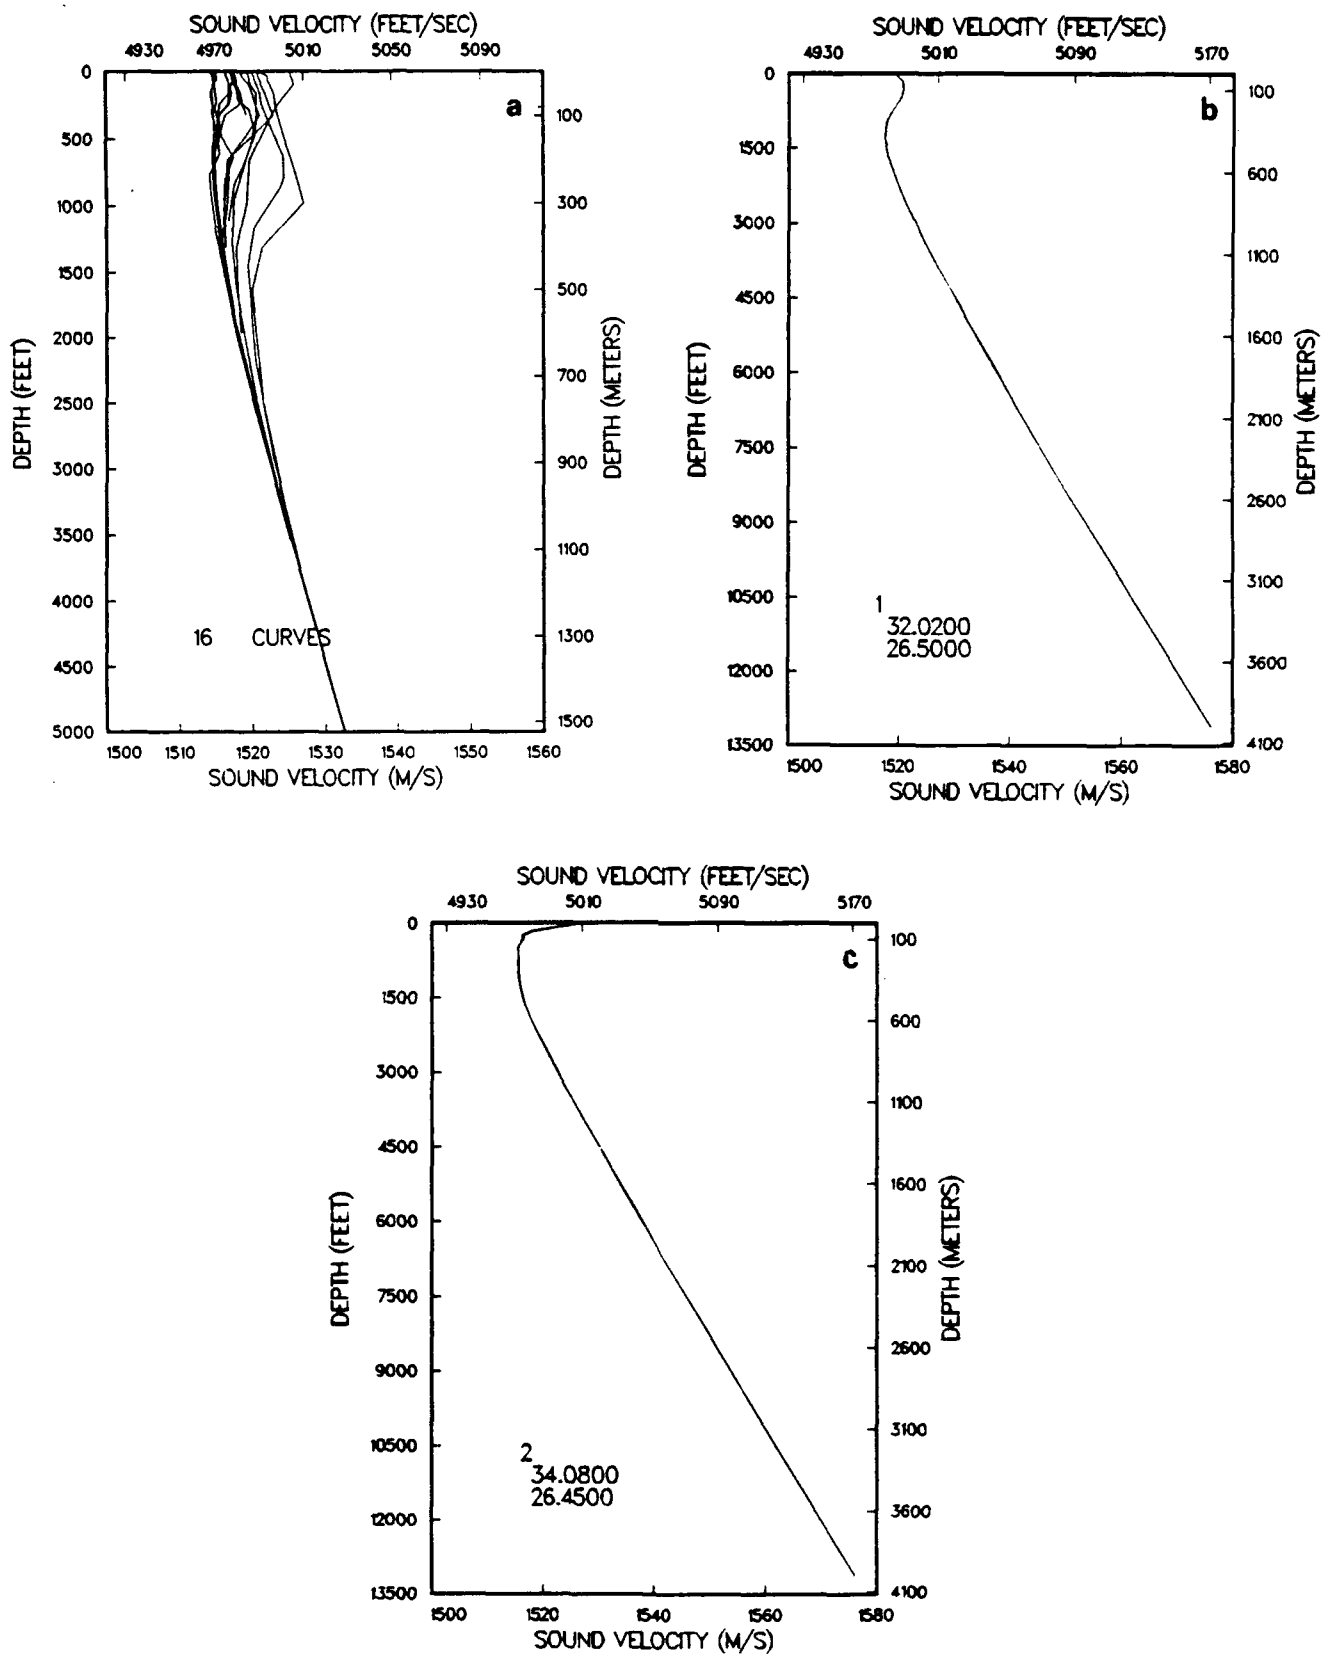 SOUND VELOCITY (FEET/SEC)
4930 4970 5010 5050 5090
0
500
1000
1500
2000
2500
3000
3500
4000
4500
5000
DEPTH (FEET)
a
100
300
500
700
900
1100
1300
1500
DEPTH (METERS)
16 CURVES
1500 1510 1520 1530 1540 1550 1560
SOUND VELOCITY (M/S)
SOUND VELOCITY (FEET/SEC)
4930 5010 5090 5170
0
1500
3000
4500
6000
7500
9000
10500
12000
13500
DEPTH (FEET)
b
100
600
1100
1600
2100
2600
3100
3600
4100
DEPTH (METERS)
1
32.0200
26.5000
1500 1520 1540 1560 1580
SOUND VELOCITY (M/S)
SOUND VELOCITY (FEET/SEC)
4930 5010 5090 5170
0
1500
3000
4500
6000
7500
9000
10500
12000
13500
DEPTH (FEET)
c
100
600
1100
1600
2100
2600
3100
3600
4100
DEPTH (METERS)
2
34.0800
26.4500
1500 1520 1540 1560 1580
SOUND VELOCITY (M/S)